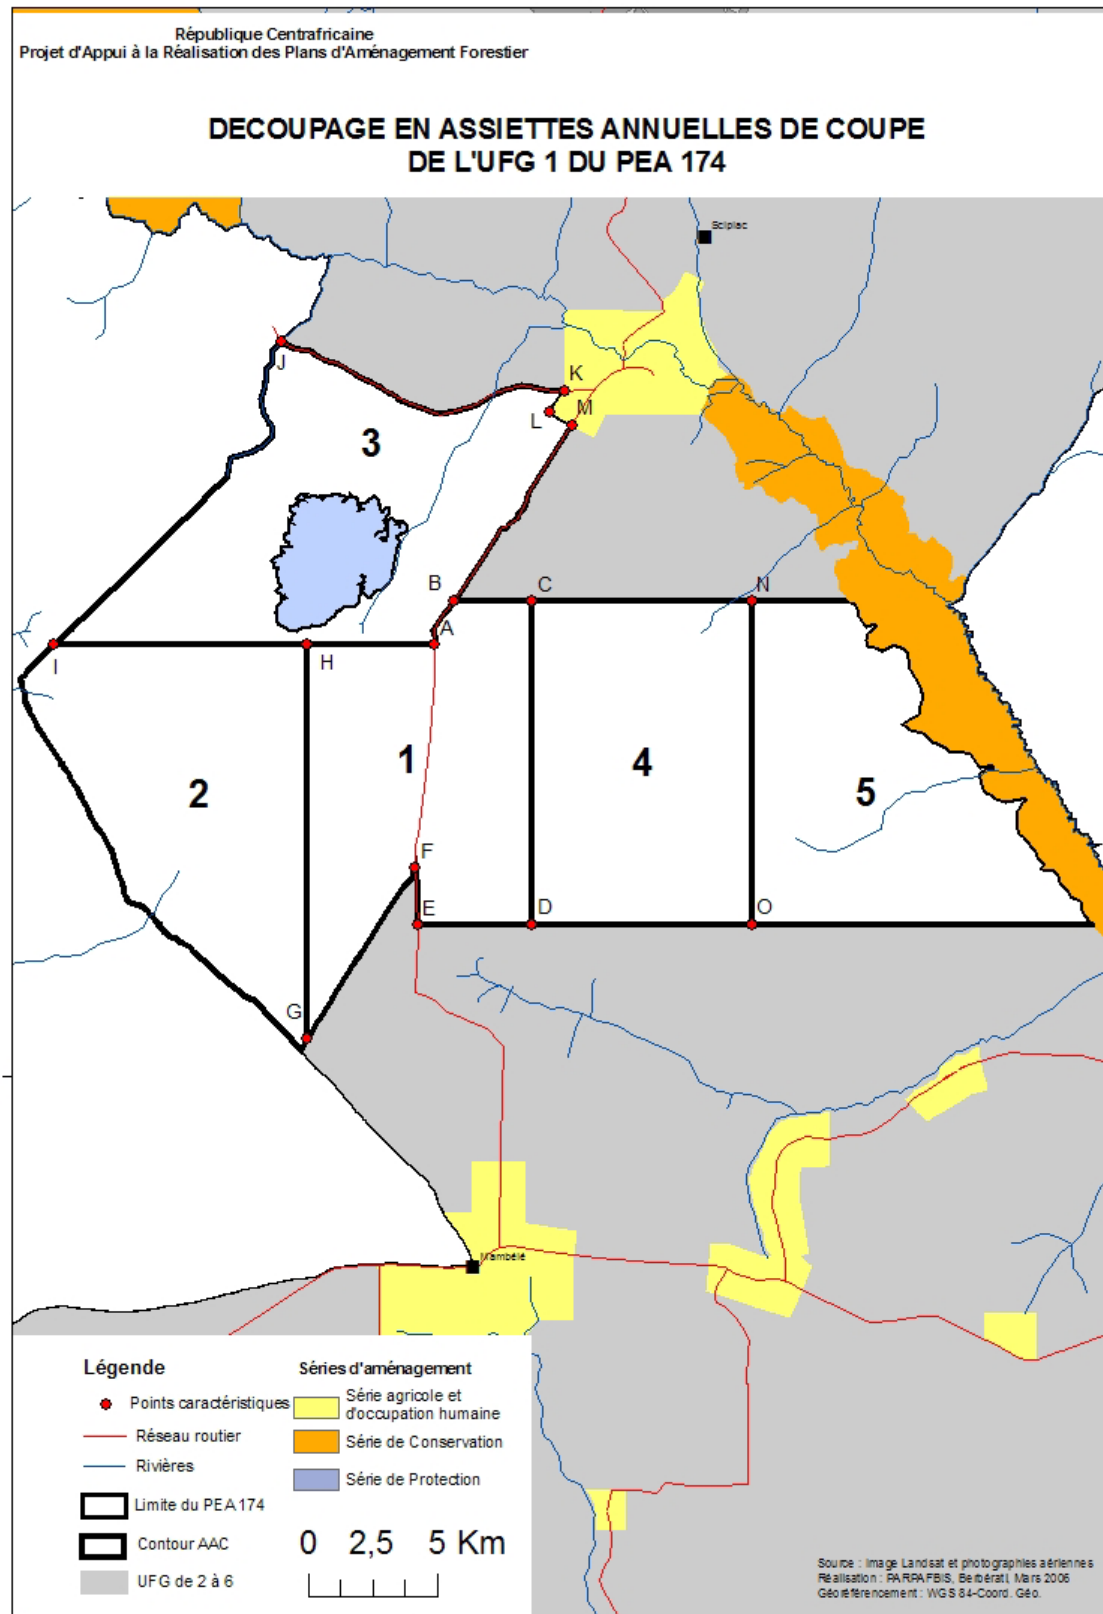 République Centrafricaine
Projet d'Appui à la Réalisation des Plans d'Aménagement Forestier
DECOUPAGE EN ASSIETTES ANNUELLES DE COUPE
DE L'UFG 1 DU PEA 174
Scipiac
J
K
L
M
3
B
C
N
A
I
H
1
2
4
5
F
E
D
O
G
Mambélé
Légende
Points caractéristiques
Réseau routier
Rivières
Limite du PEA 174
Contour AAC
UFG de 2 à 6
Séries d'aménagement
Série agricole et
d'occupation humaine
Série de Conservation
Série de Protection
0 2,5 5 Km
Source : Image Landsat et photographies aériennes
Réalisation : PARPAFBIS, Berbérati, Mars 2006
Géoréférencement : WGS 84-Coord. Géo.